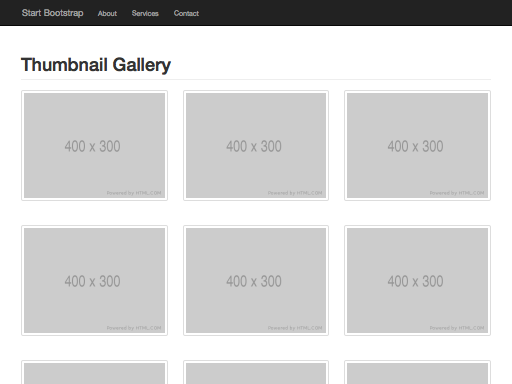 Start Bootstrap About Services Contact
Thumbnail Gallery
400 x 300 400 x 300 400 x 300
Powered by HTML.COM Powered by HTML.COM Powered by HTML.COM
400 x 300 400 x 300 400 x 300
Powered by HTML.COM Powered by HTML.COM Powered by HTML.COM